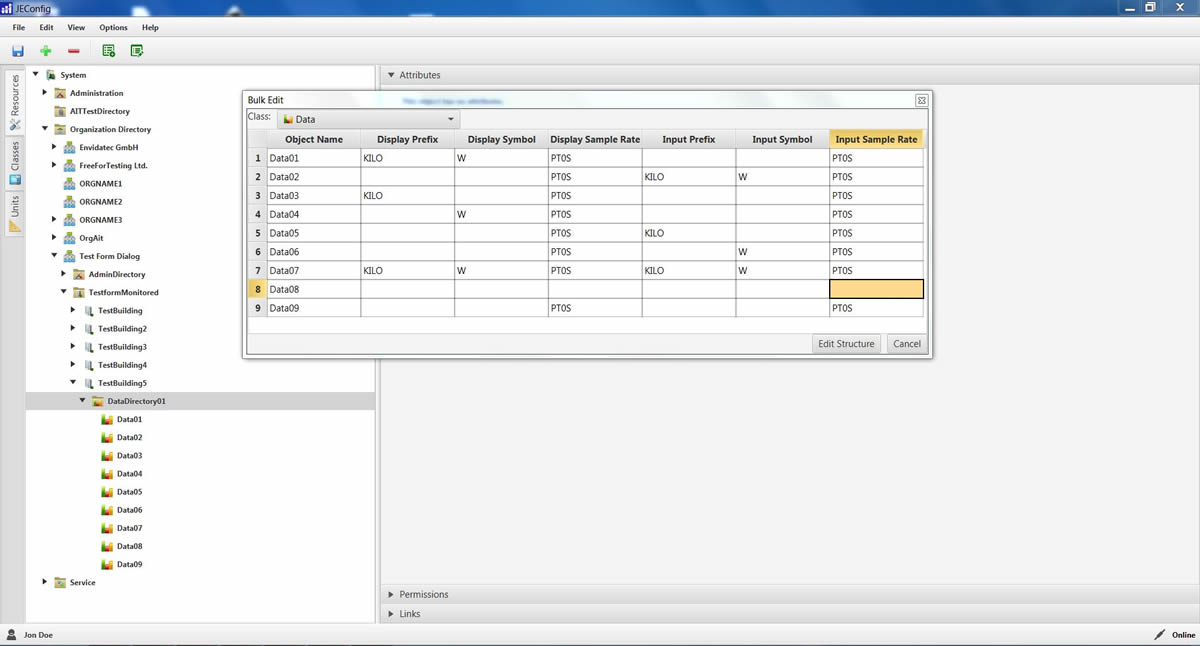 JEConfig
File Edit View Options Help
Resources
Classes
Units
System
Administration
AITTestDirectory
Organization Directory
Envidatec GmbH
FreeForTesting Ltd.
ORGNAME1
ORGNAME2
ORGNAME3
OrgAit
Test Form Dialog
AdminDirectory
TestformMonitored
TestBuilding
TestBuilding2
TestBuilding3
TestBuilding4
TestBuilding5
DataDirectory01
Data01
Data02
Data03
Data04
Data05
Data06
Data07
Data08
Data09
Service
Attributes
This object has no attributes.
Bulk Edit
Class: Data
Object Name Display Prefix Display Symbol Display Sample Rate Input Prefix Input Symbol Input Sample Rate
1 Data01 KILO W PT0S PT0S
2 Data02 PT0S KILO W PT0S
3 Data03 KILO PT0S PT0S
4 Data04 W PT0S PT0S
5 Data05 PT0S KILO PT0S
6 Data06 PT0S W PT0S
7 Data07 KILO W PT0S KILO W PT0S
8 Data08
9 Data09 PT0S PT0S
Edit Structure Cancel
Permissions
Links
Jon Doe Online